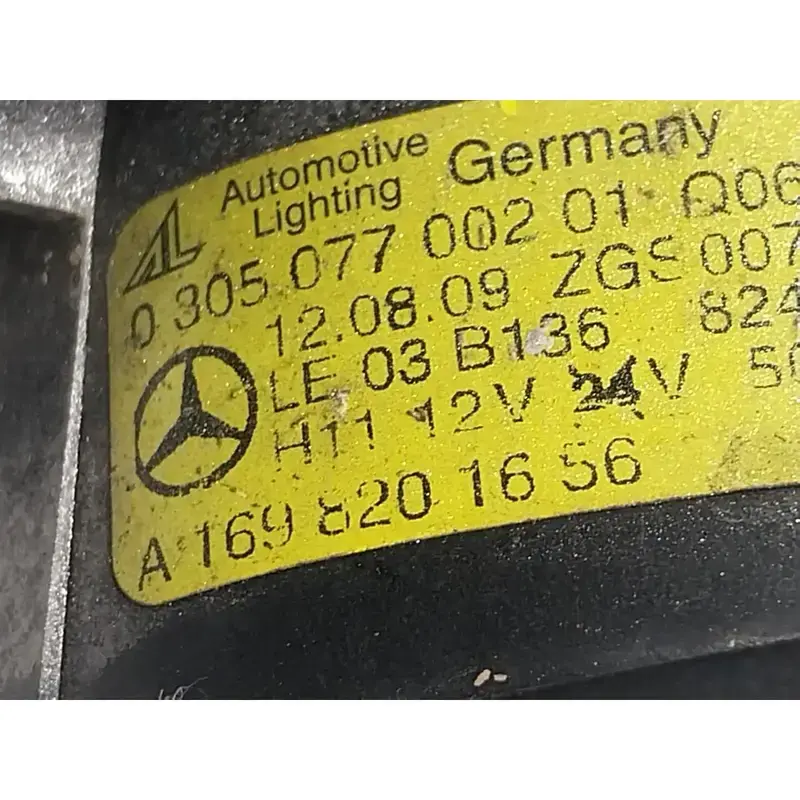 AL Automotive Lighting Germany
0 305 077 002 01 Q06
12.08.09 ZGS 007
LE 03 B136 824
H11 12V 24V
A 169 820 16 56